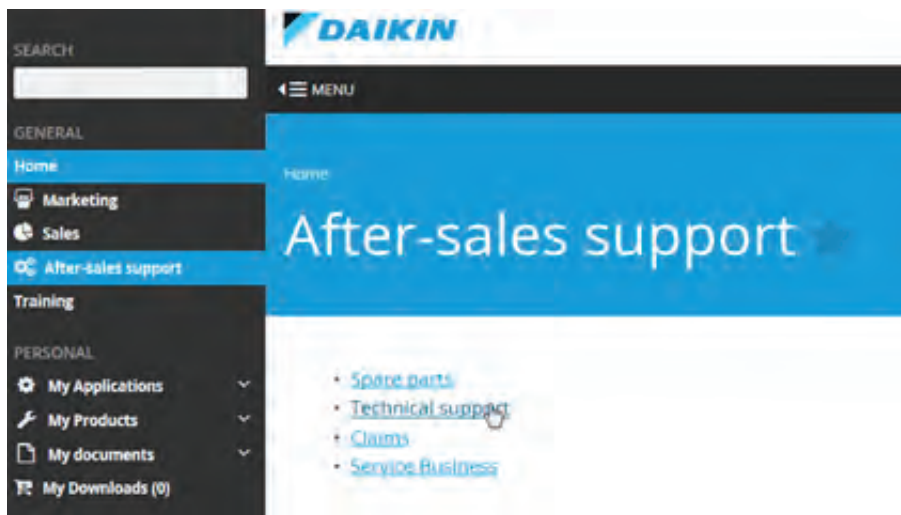 SEARCH
GENERAL
Home
Marketing
Sales
After-sales support
Training
PERSONAL
My Applications
My Products
My documents
My Downloads (0)
DAIKIN
MENU
Home
After-sales support
Spare parts
Technical support
Claims
Service Business